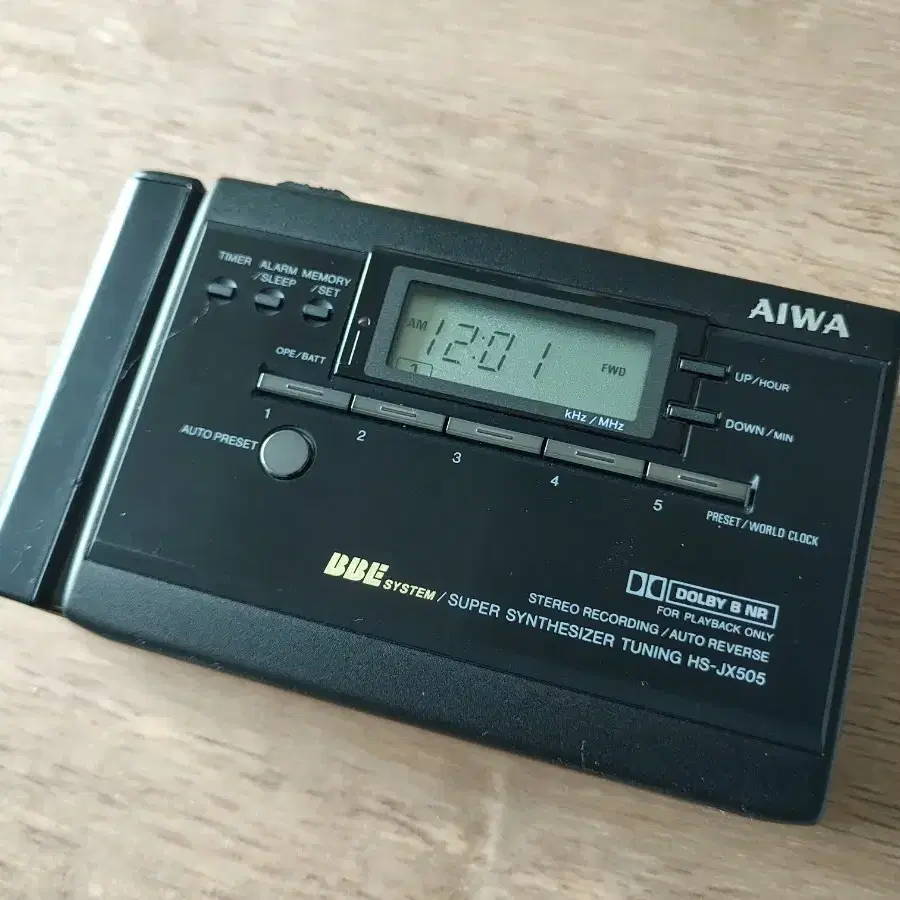 AIWA
TIMER
ALARM
/SLEEP
MEMORY
/SET
OPE/BATT
AM
12:01
FWD
1
kHz/MHz
UP/HOUR
DOWN/MIN
1
2
3
4
5
AUTO PRESET
PRESET/WORLD CLOCK
BBE SYSTEM/SUPER SYNTHESIZER TUNING HS-JX505
DOLBY B NR
FOR PLAYBACK ONLY
STEREO RECORDING/AUTO REVERSE